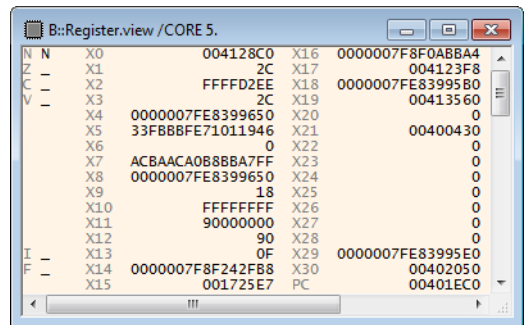 B::Register.view /CORE 5.
N N X0 004128C0 X16 0000007F8F0ABBA4
Z _ X1 2C X17 004123F8
C _ X2 FFFFD2EE X18 0000007FE83995B0
V _ X3 2C X19 00413560
X4 0000007FE8399650 X20 0
X5 33FBBBFE71011946 X21 00400430
X6 0 X22 0
X7 ACBAACA0B8BBA7FF X23 0
X8 0000007FE8399650 X24 0
X9 18 X25 0
X10 FFFFFFFF X26 0
X11 90000000 X27 0
X12 90 X28 0
I _ X13 0F X29 0000007FE83995E0
F _ X14 0000007F8F242FB8 X30 00402050
X15 001725E7 PC 00401EC0